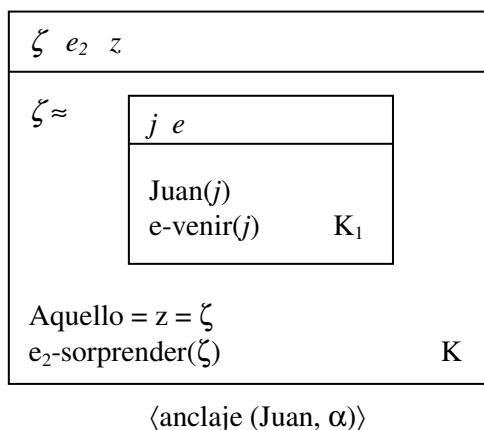 ζ e₂ z
ζ ≈
j e
Juan(j)
e-venir(j) K₁
Aquello = z = ζ
e₂-sorprender(ζ) K
⟨anclaje (Juan, α)⟩